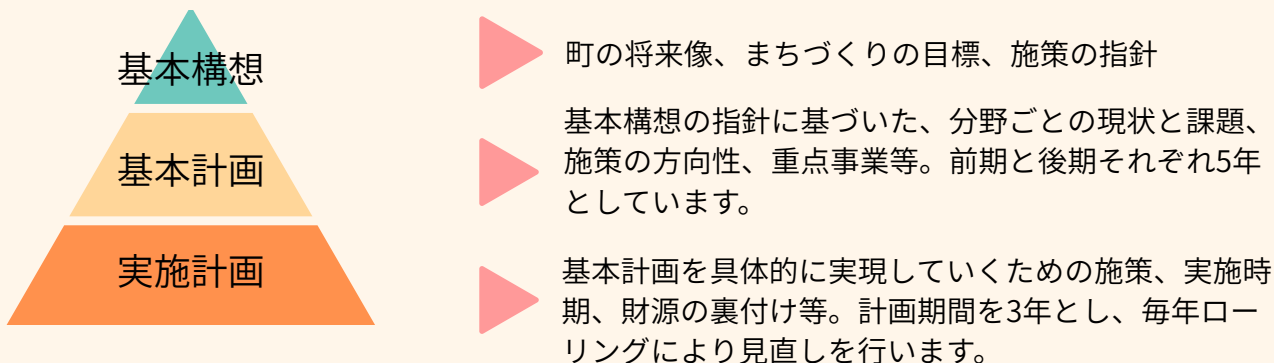 基本構想
町の将来像、まちづくりの目標、施策の指針
基本計画
基本構想の指針に基づいた、分野ごとの現状と課題、
施策の方向性、重点事業等。前期と後期それぞれ5年
としています。
実施計画
基本計画を具体的に実現していくための施策、実施時
期、財源の裏付け等。計画期間を3年とし、毎年ロー
リングにより見直しを行います。